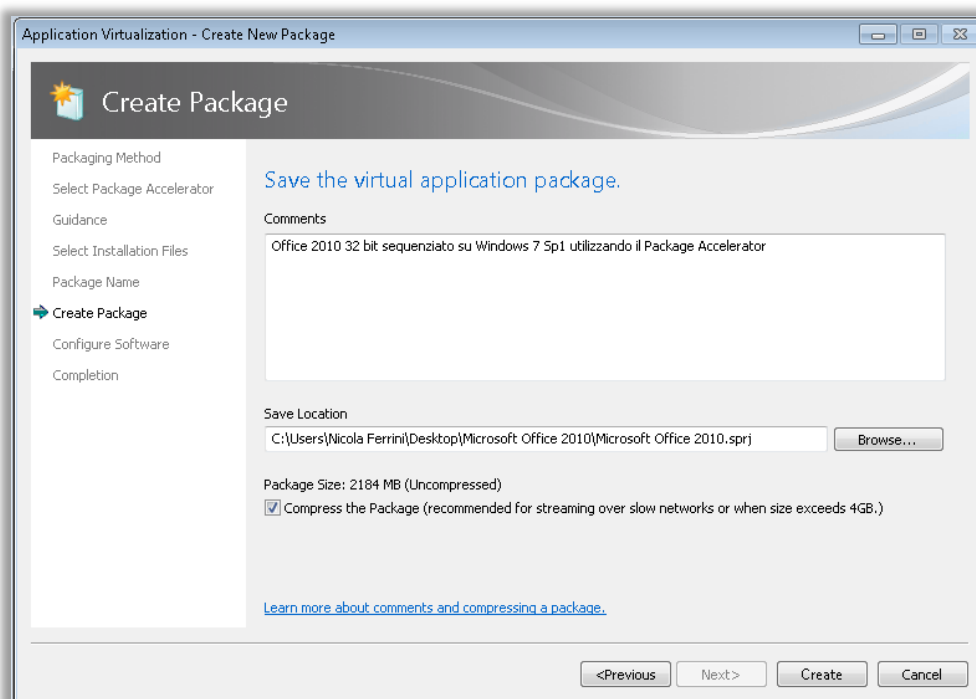 Application Virtualization - Create New Package
Create Package
Packaging Method
Select Package Accelerator
Guidance
Select Installation Files
Package Name
Create Package
Configure Software
Completion
Save the virtual application package.
Comments
Office 2010 32 bit sequenziato su Windows 7 Sp1 utilizzando il Package Accelerator
Save Location
C:\Users\Nicola Ferrini\Desktop\Microsoft Office 2010\Microsoft Office 2010.sprj
Browse...
Package Size: 2184 MB (Uncompressed)
Compress the Package (recommended for streaming over slow networks or when size exceeds 4GB.)
Learn more about comments and compressing a package.
<Previous
Next>
Create
Cancel